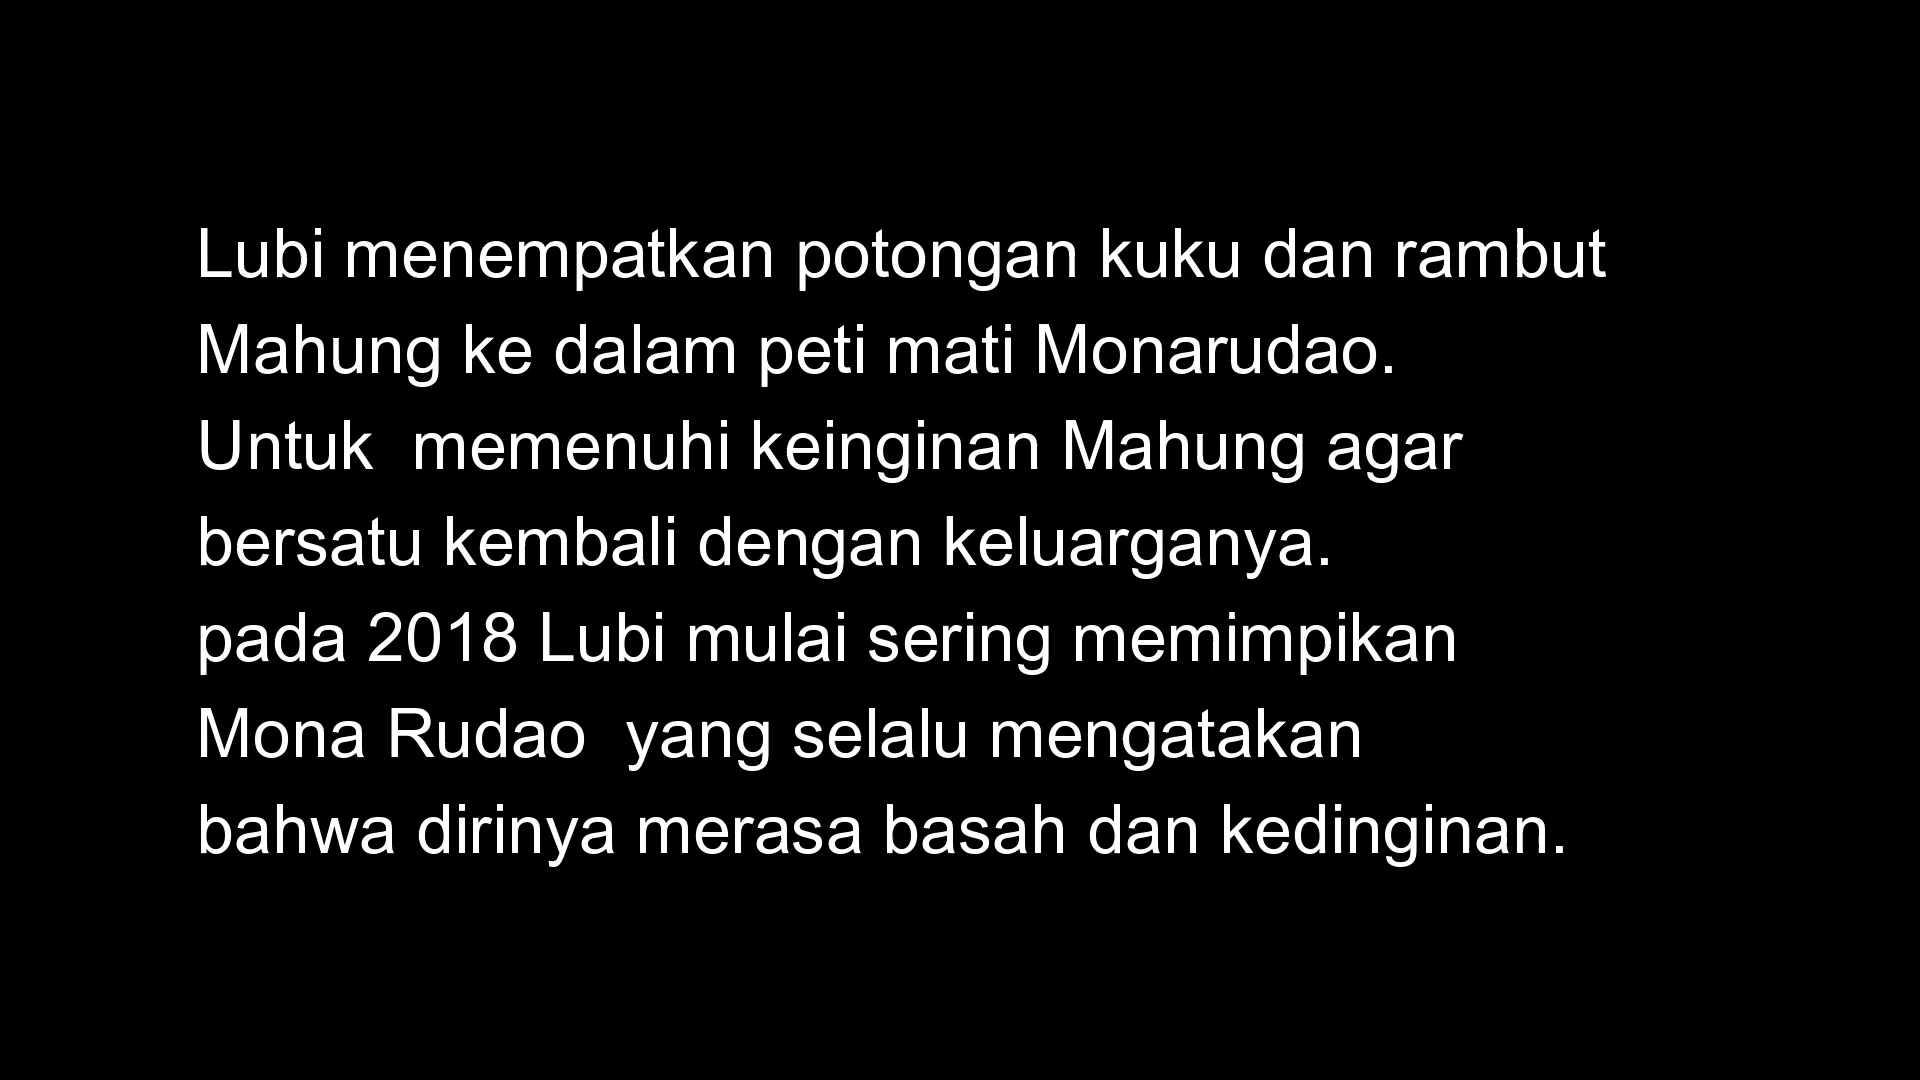 Lubi menempatkan potongan kuku dan rambut
Mahung ke dalam peti mati Monarudao.
Untuk  memenuhi keinginan Mahung agar
bersatu kembali dengan keluarganya.
pada 2018 Lubi mulai sering memimpikan
Mona Rudao  yang selalu mengatakan
bahwa dirinya merasa basah dan kedinginan.